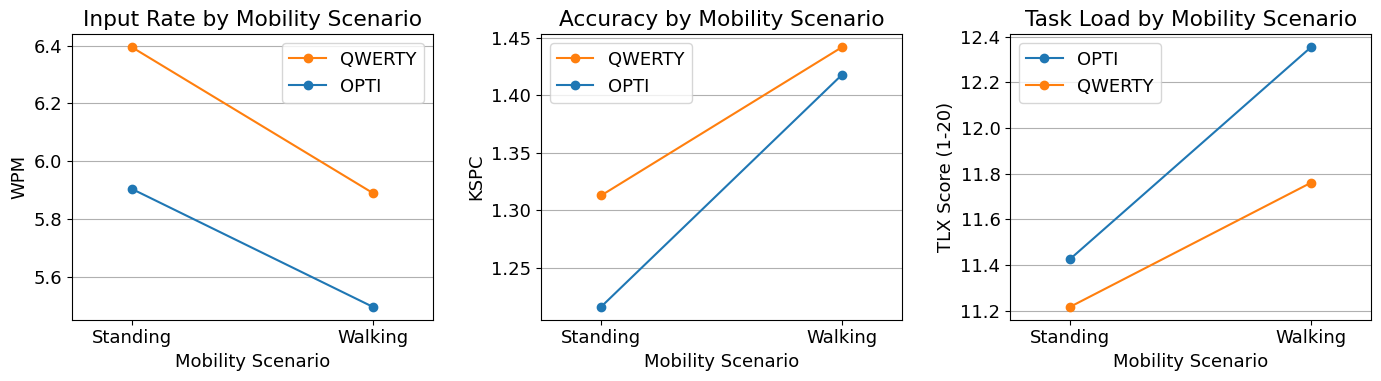 Input Rate by Mobility Scenario
6.4
6.2
6.0
5.8
5.6
WPM
QWERTY
OPTI
Standing
Walking
Mobility Scenario
Accuracy by Mobility Scenario
1.45
1.40
1.35
1.30
1.25
KSPC
QWERTY
OPTI
Standing
Walking
Mobility Scenario
Task Load by Mobility Scenario
12.4
12.2
12.0
11.8
11.6
11.4
11.2
TLX Score (1-20)
OPTI
QWERTY
Standing
Walking
Mobility Scenario